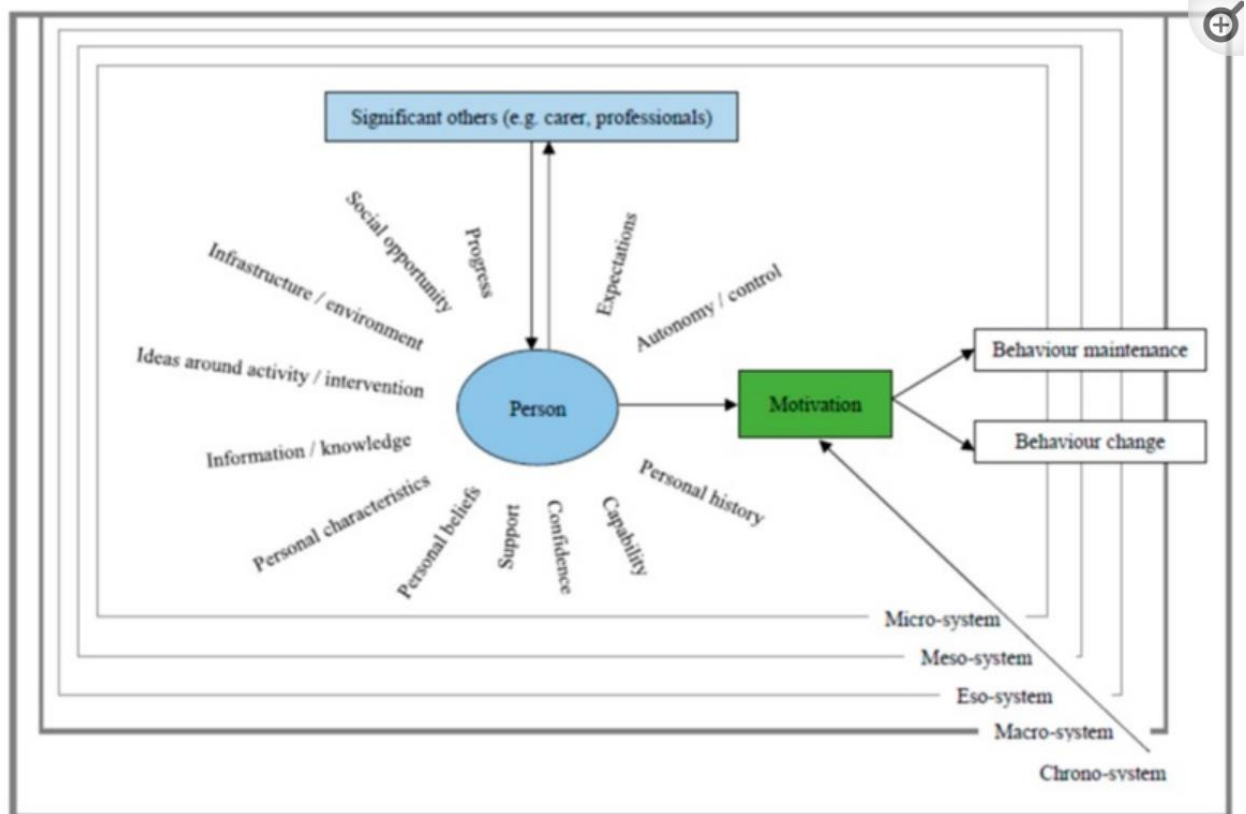 Significant others (e.g. carer, professionals)
Social opportunity
Progress
Expectations
Infrastructure / environment
Autonomy / control
Ideas around activity / intervention
Person
Motivation
Behaviour maintenance
Behaviour change
Information / knowledge
Personal characteristics
Personal beliefs
Support
Confidence
Capability
Personal history
Micro-system
Meso-system
Eso-system
Macro-system
Chrono-system